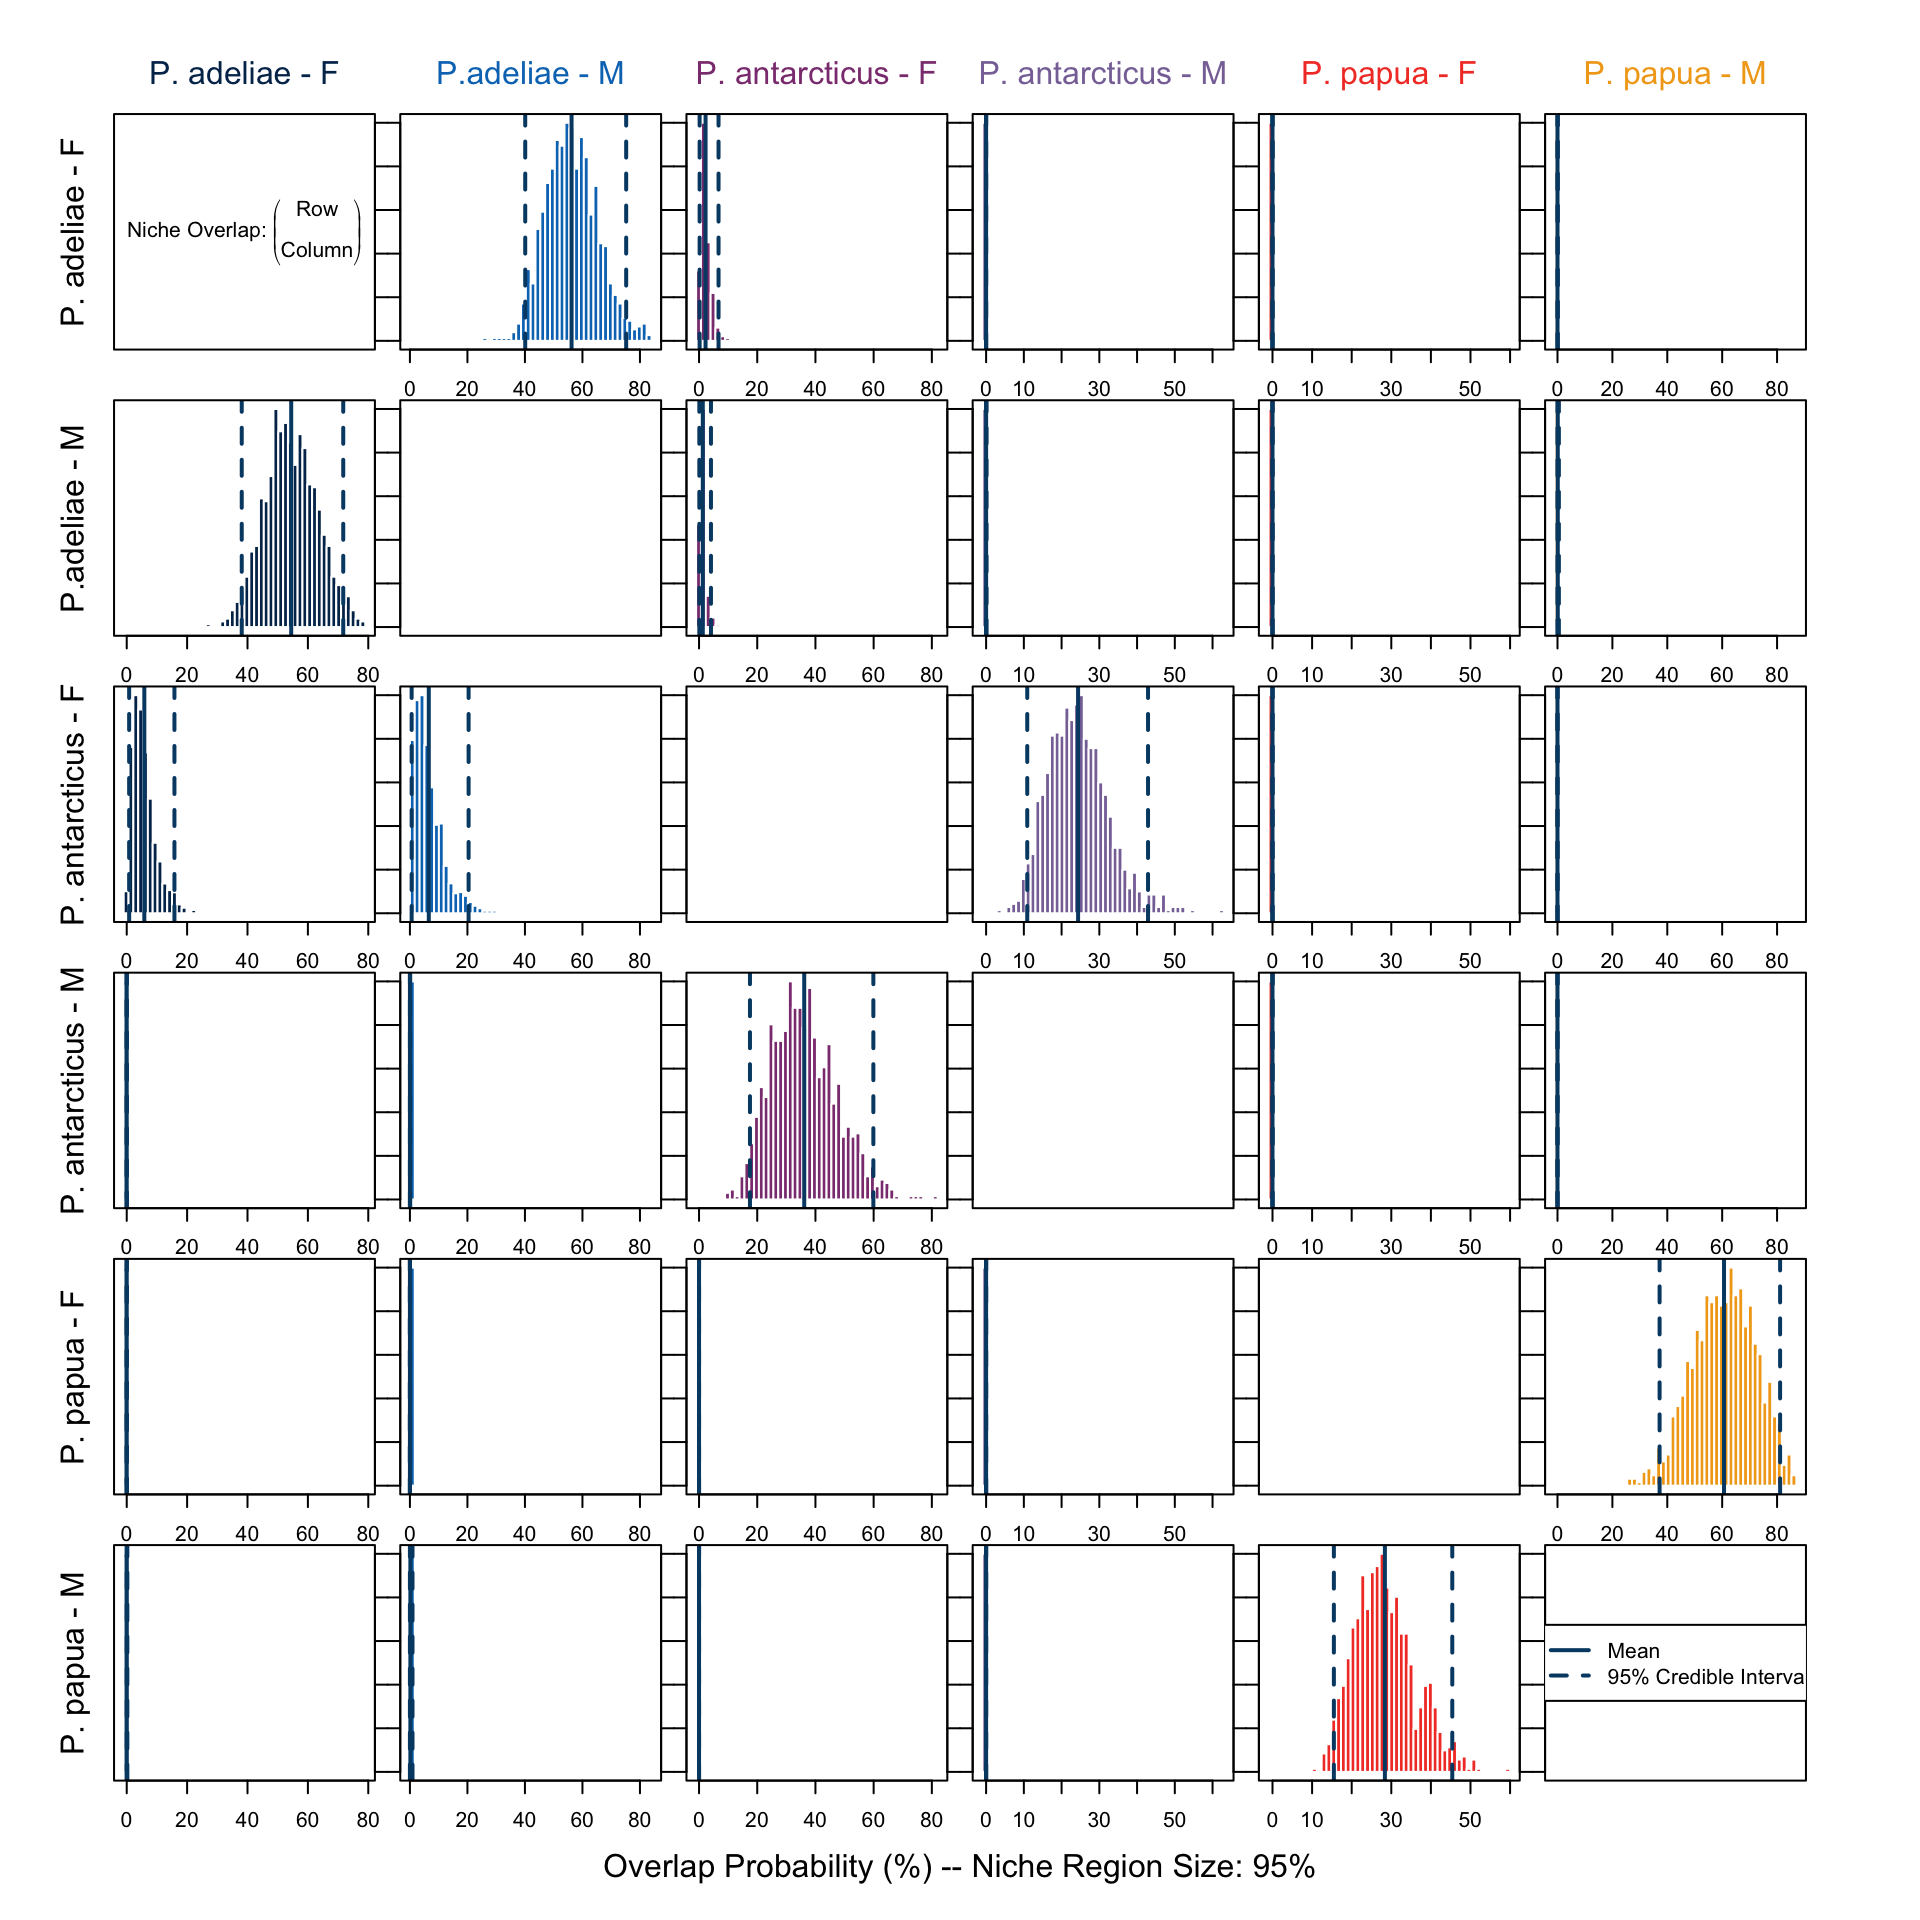 P. adeliae - F P.adeliae - M P. antarcticus - F P. antarcticus - M P. papua - F P. papua - M
P. adeliae - F
Niche Overlap: (Row
Column)
0 20 40 60 80 0 20 40 60 80 0 10 30 50 0 10 30 50 0 20 40 60 80
P.adeliae - M
0 20 40 60 80 0 20 40 60 80 0 10 30 50 0 10 30 50 0 20 40 60 80
P. antarcticus - F
0 20 40 60 80 0 20 40 60 80 0 10 30 50 0 10 30 50 0 20 40 60 80
P. antarcticus - M
0 20 40 60 80 0 20 40 60 80 0 20 40 60 80 0 10 30 50 0 20 40 60 80
P. papua - F
0 20 40 60 80 0 20 40 60 80 0 20 40 60 80 0 10 30 50 0 20 40 60 80
P. papua - M
Mean
95% Credible Interva
0 20 40 60 80 0 20 40 60 80 0 20 40 60 80 0 10 30 50 0 10 30 50
Overlap Probability (%) -- Niche Region Size: 95%